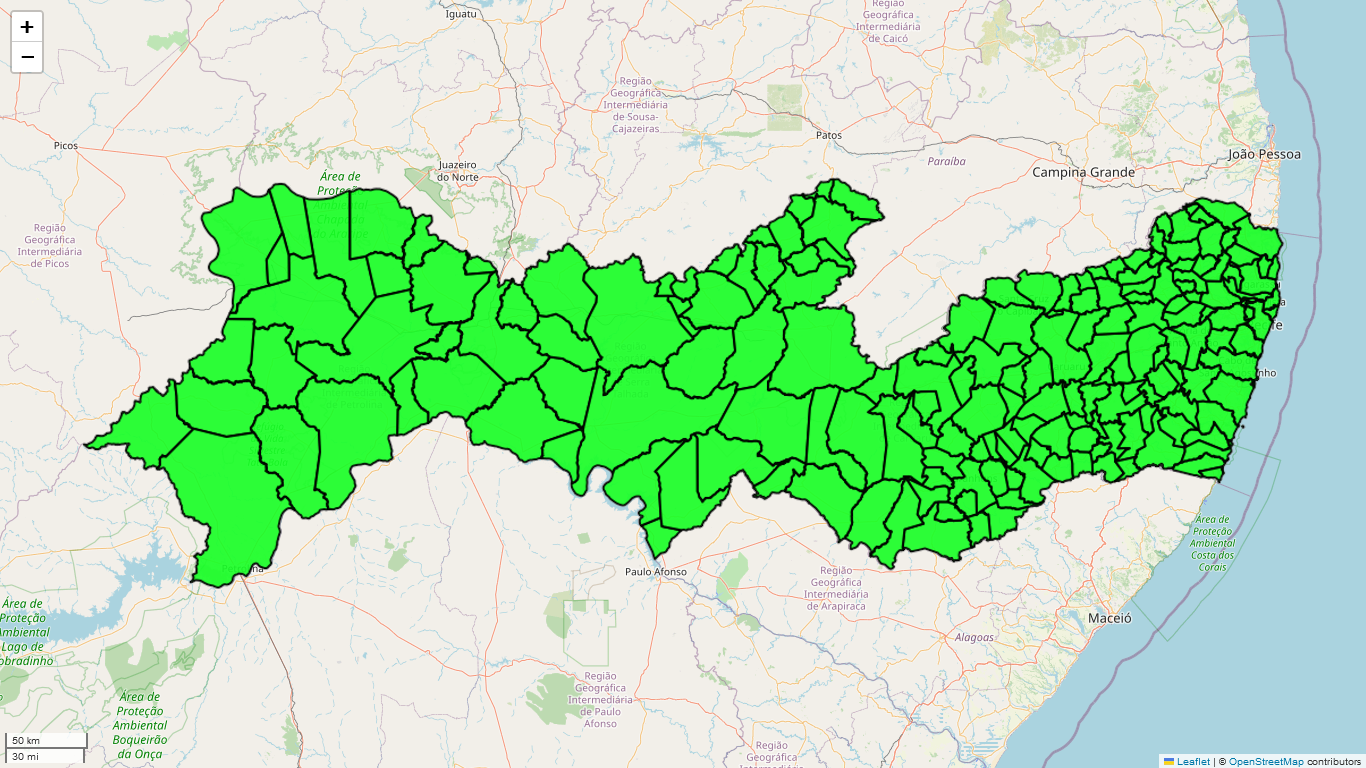 +
−
Iguatu
Região
Geográfica
Intermediária
de Caicó
Região
Geográfica
Intermediária
de Sousa-
Cajazeiras
Patos
Picos
Juazeiro
do Norte
Paraíba
João Pessoa
Campina Grande
Área de
Região
Geográfica
Intermediária
de Picos
Paulo Afonso
Região
Geográfica
Intermediária
de Arapiraca
Área de
Proteção
Ambiental
Costa dos
Corais
Maceió
Alagoas
Área de
Proteção
Ambiental
Lago de
obradinho
Área de
Proteção
Ambiental
Boqueirão
da Onça
Região
Geográfica
Intermediária
de Paulo
Afonso
Região
Geográfica
50 km
30 mi
Leaflet | © OpenStreetMap contributors